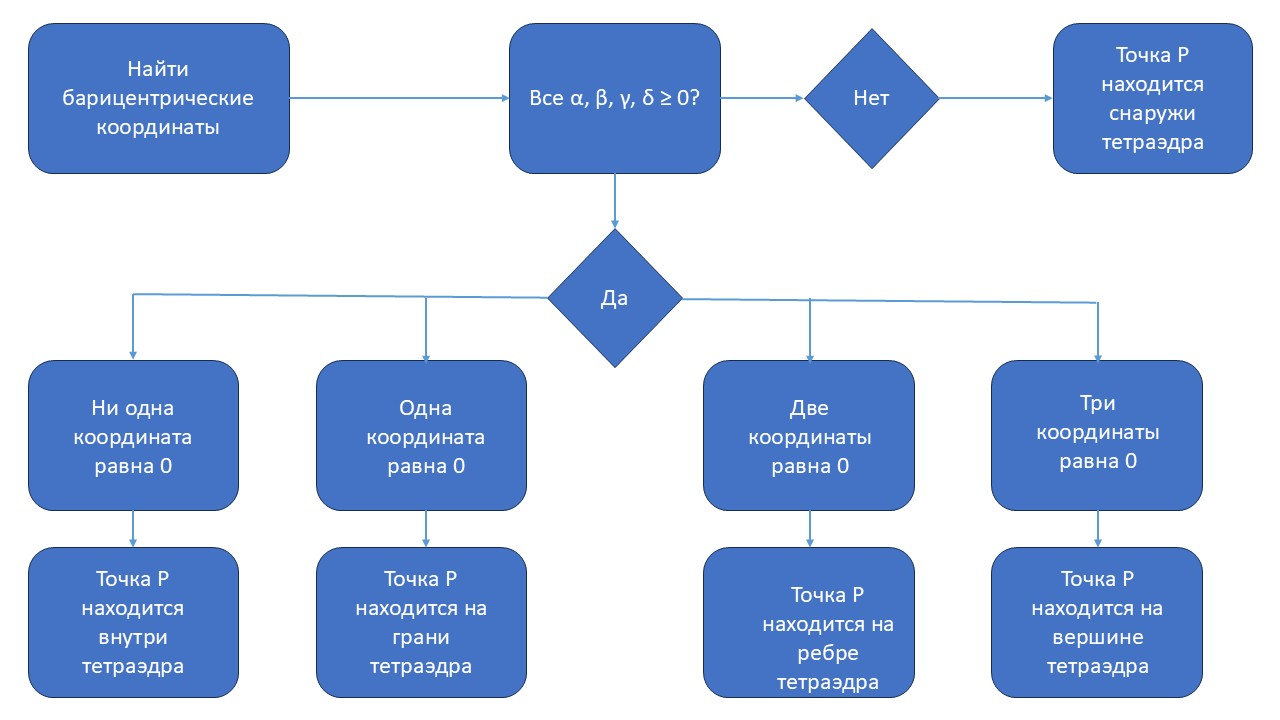 Найти
барицентрические
координаты
Все α, β, γ, δ ≥ 0?
Нет
Точка P
находится
снаружи
тетраэдра
Да
Ни одна
координата
равна 0
Одна
координата
равна 0
Две
координаты
равна 0
Три
координаты
равна 0
Точка P
находится
внутри
тетраэдра
Точка P
находится на
грани
тетраэдра
Точка P
находится на
ребре
тетраэдра
Точка P
находится на
вершине
тетраэдра